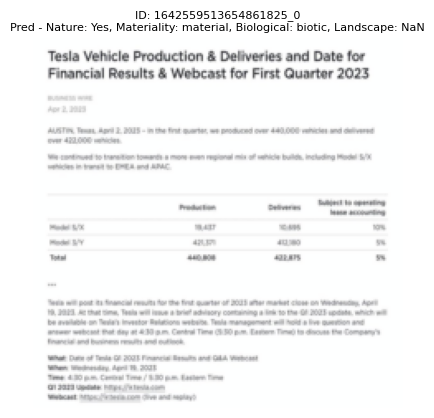 ID: 1642559513654861825_0
Pred - Nature: Yes, Materiality: material, Biological: biotic, Landscape: NaN
Tesla Vehicle Production & Deliveries and Date for
Financial Results & Webcast for First Quarter 2023
BUSINESS WIRE
Apr 2, 2023
AUSTIN, Texas, April 2, 2023 – In the first quarter, we produced over 440,000 vehicles and delivered
over 422,000 vehicles.
We continued to transition towards a more even regional mix of vehicle builds, including Model S/X
vehicles in transit to EMEA and APAC.
Production Deliveries Subject to operating
lease accounting
Model S/X 19,437 10,695 10%
Model 3/Y 421,371 412,180 5%
Total 440,808 422,875 5%
***
Tesla will post its financial results for the first quarter of 2023 after market close on Wednesday, April
19, 2023. At that time, Tesla will issue a brief advisory containing a link to the Q1 2023 update, which will
be available on Tesla's Investor Relations website. Tesla management will hold a live question and
answer webcast that day at 4:30 p.m. Central Time (5:30 p.m. Eastern Time) to discuss the Company's
financial and business results and outlook.
What: Date of Tesla Q1 2023 Financial Results and Q&A Webcast
When: Wednesday, April 19, 2023
Time: 4:30 p.m. Central Time / 5:30 p.m. Eastern Time
Q1 2023 Update: https://ir.tesla.com
Webcast: https://ir.tesla.com (live and replay)